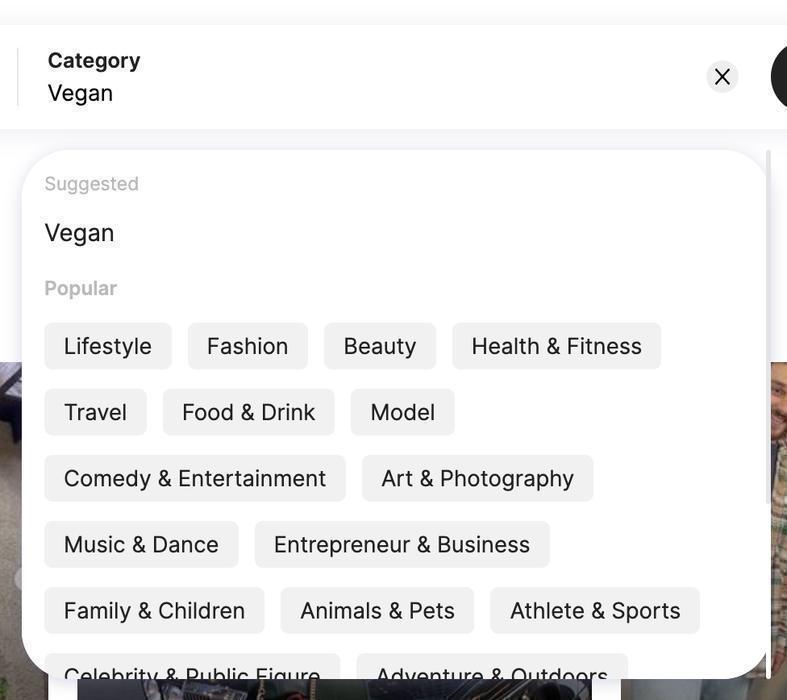 Category
Vegan
Suggested
Vegan
Popular
Lifestyle Fashion Beauty Health & Fitness
Travel Food & Drink Model
Comedy & Entertainment Art & Photography
Music & Dance Entrepreneur & Business
Family & Children Animals & Pets Athlete & Sports
Celebrity & Public Figure Adventure & Outdoors